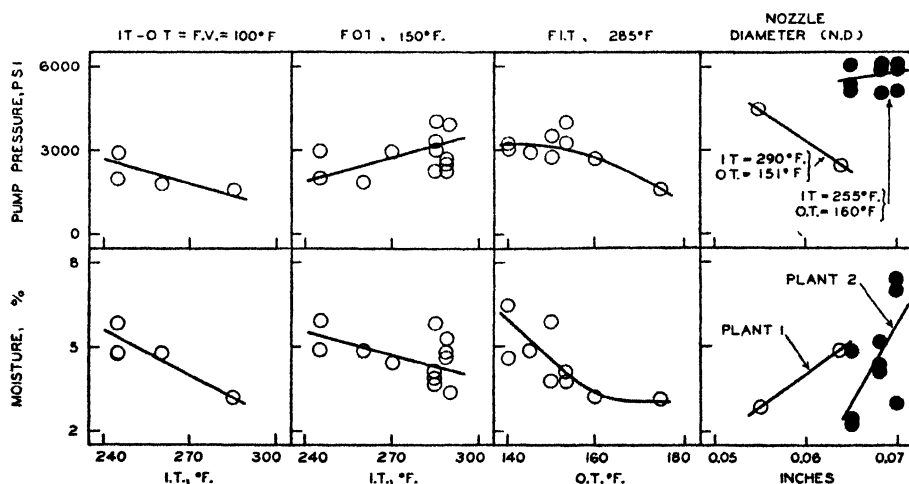 IT-OT = F.V.= 100°F
FOT, 150°F.
F.I.T, 285°F
NOZZLE
DIAMETER (N.D.)
PUMP PRESSURE, PSI
6000
3000
0
IT = 290°F.
O.T.= 151°F
IT=255°F.
O.T.= 160°F
MOISTURE, %
8
5
2
PLANT 1
PLANT 2
240 270 300
I.T., °F.
240 270 300
I.T., °F.
140 160 180
O.T. °F.
0.05 0.06 0.07
INCHES